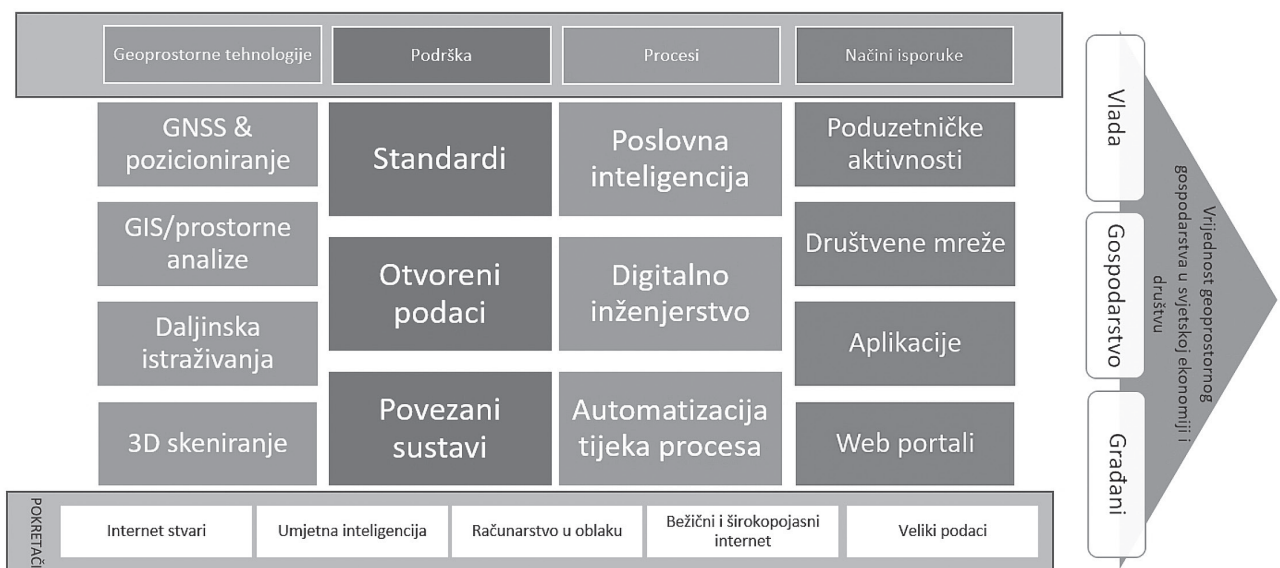 Geoprostorne tehnologije
Podrška
Procesi
Načini isporuke
GNSS &
pozicioniranje
GIS/prostorne
analize
Daljinska
istraživanja
3D skeniranje
Standardi
Otvoreni
podaci
Povezani
sustavi
Poslovna
inteligencija
Digitalno
inženjerstvo
Automatizacija
tijeka procesa
Poduzetničke
aktivnosti
Društvene mreže
Aplikacije
Web portali
POKRETAČI
Internet stvari
Umjetna inteligencija
Računarstvo u oblaku
Bežični i širokopojasni
internet
Veliki podaci
Vlada
Gospodarstvo
Građani
Vrijednost geoprostornog
gospodarstva u svjetskoj ekonomiji i
društvu